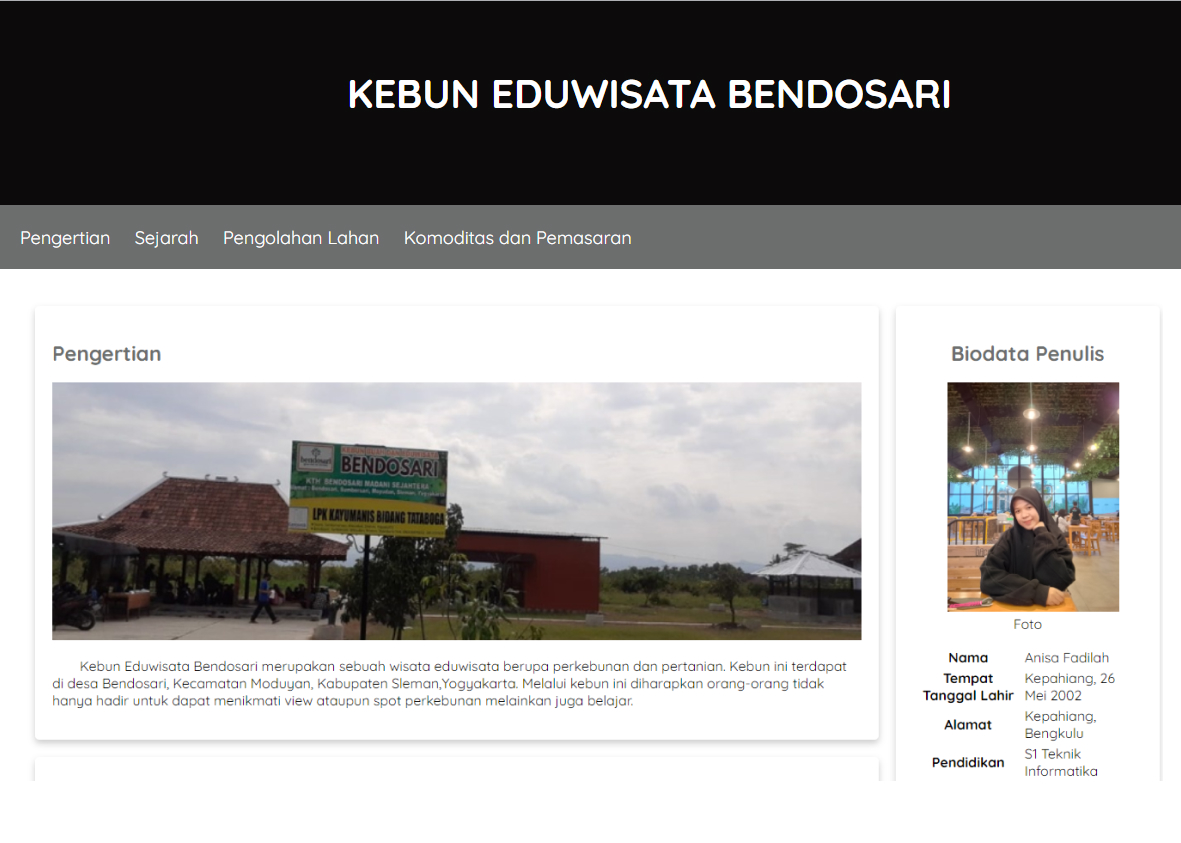 KEBUN EDUWISATA BENDOSARI
Pengertian Sejarah Pengolahan Lahan Komoditas dan Pemasaran
Pengertian
BENDOSARI
KTH BENDOSARI MADANI SEJAHTERA
LPK KAYUMANIS BIDANG TATABOGA
Kebun Eduwisata Bendosari merupakan sebuah wisata eduwisata berupa perkebunan dan pertanian. Kebun ini terdapat
di desa Bendosari, Kecamatan Moduyan, Kabupaten Sleman,Yogyakarta. Melalui kebun ini diharapkan orang-orang tidak
hanya hadir untuk dapat menikmati view ataupun spot perkebunan melainkan juga belajar.
Biodata Penulis
Foto
Nama Anisa Fadilah
Tempat Kepahiang, 26
Tanggal Lahir Mei 2002
Alamat Kepahiang,
Bengkulu
Pendidikan S1 Teknik
Informatika